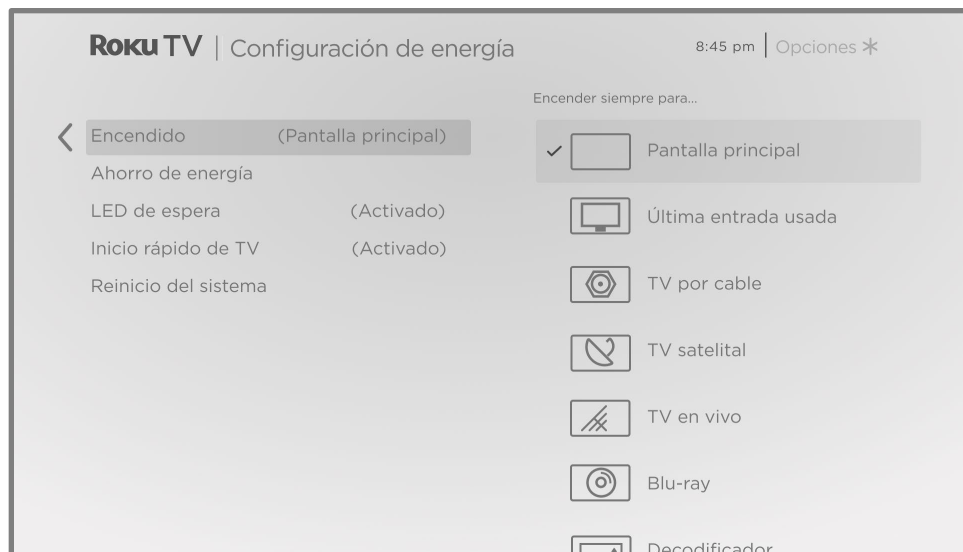 Roku TV | Configuración de energía
8:45 pm | Opciones
Encender siempre para...
Encendido (Pantalla principal)
Ahorro de energía
LED de espera (Activado)
Inicio rápido de TV (Activado)
Reinicio del sistema
Pantalla principal
Última entrada usada
TV por cable
TV satelital
TV en vivo
Blu-ray
Decodificador